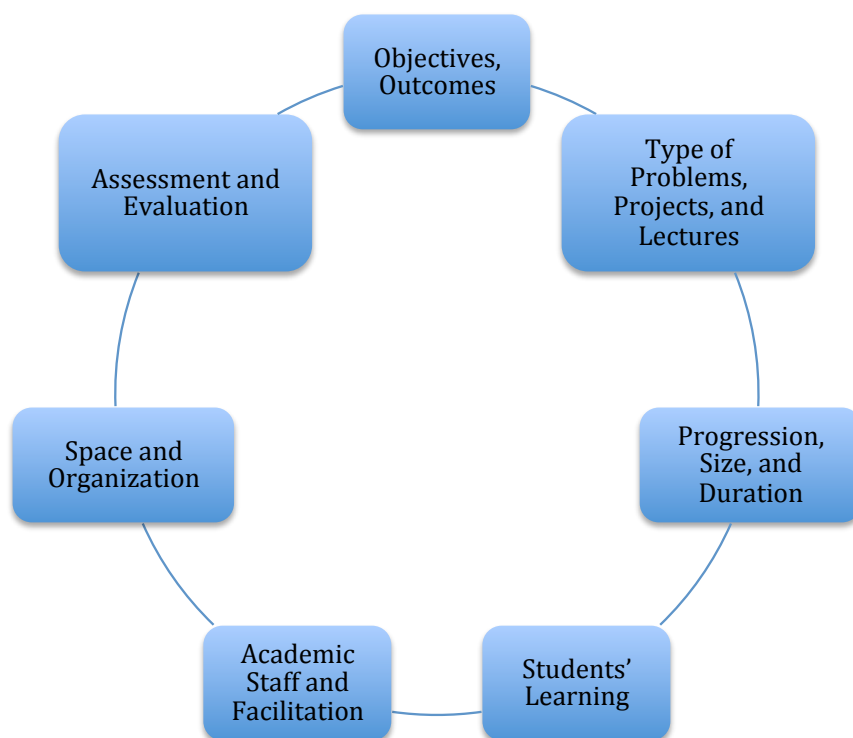 Objectives,
Outcomes
Type of
Problems,
Projects, and
Lectures
Progression,
Size, and
Duration
Students’
Learning
Academic
Staff and
Facilitation
Space and
Organization
Assessment and
Evaluation